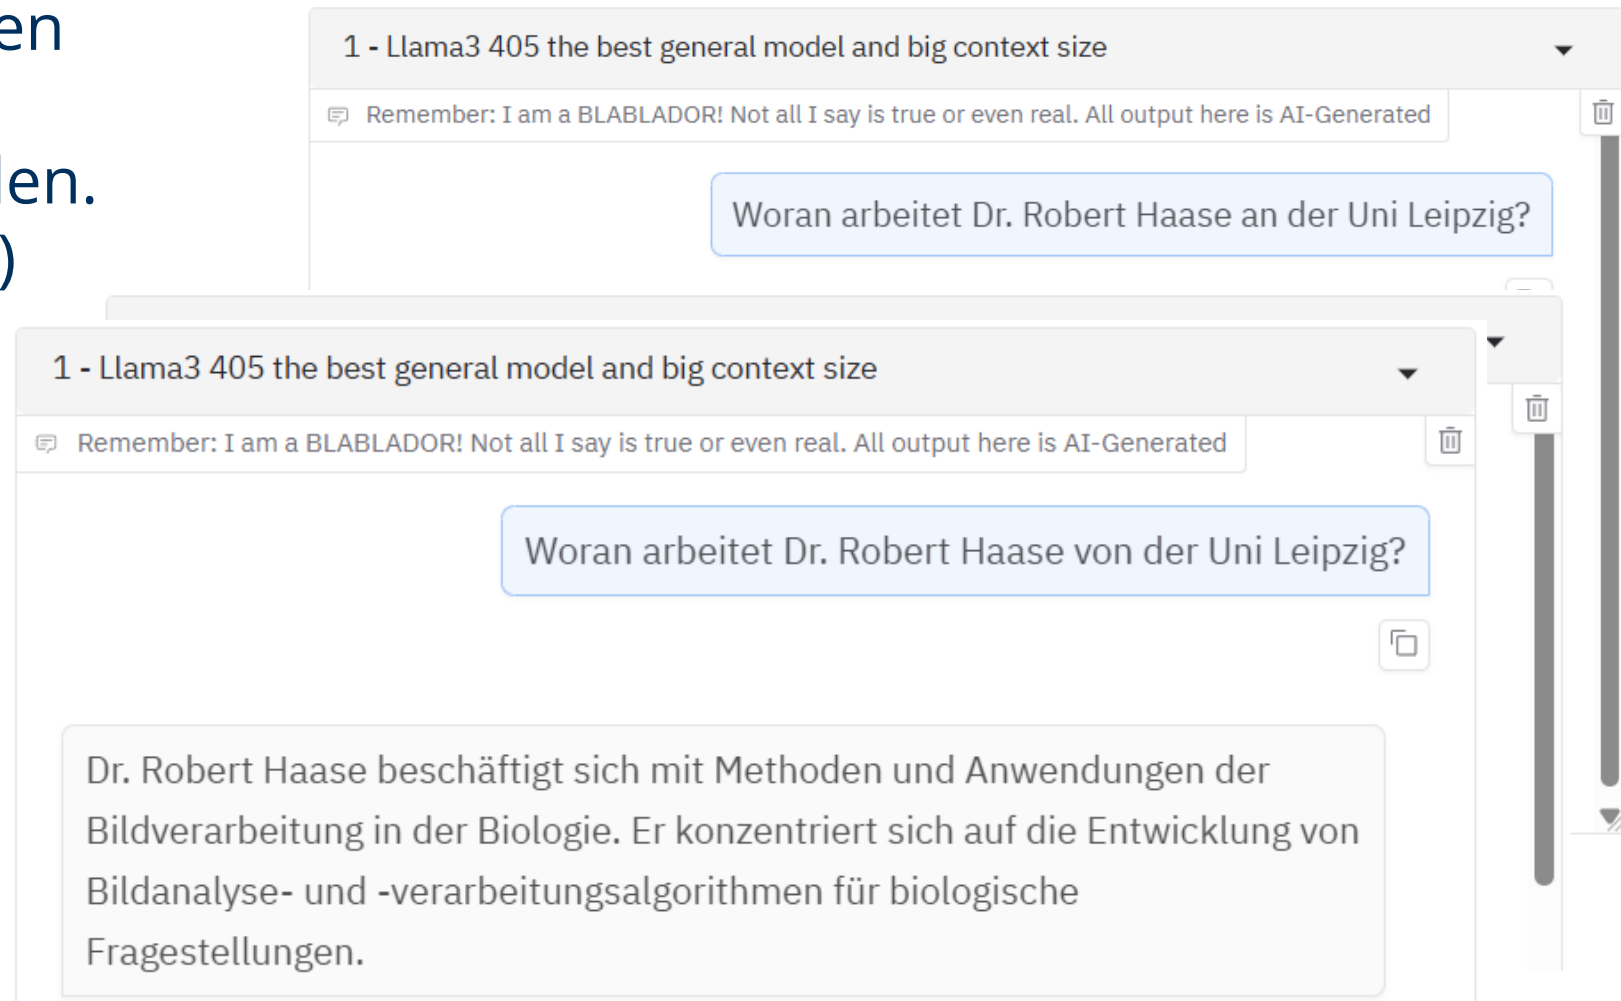 en
1 - Llama3 405 the best general model and big context size
Remember: I am a BLABLADOR! Not all I say is true or even real. All output here is AI-Generated
len.
Woran arbeitet Dr. Robert Haase an der Uni Leipzig?
)
1 - Llama3 405 the best general model and big context size
Remember: I am a BLABLADOR! Not all I say is true or even real. All output here is AI-Generated
Woran arbeitet Dr. Robert Haase von der Uni Leipzig?
Dr. Robert Haase beschäftigt sich mit Methoden und Anwendungen der
Bildverarbeitung in der Biologie. Er konzentriert sich auf die Entwicklung von
Bildanalyse- und -verarbeitungsalgorithmen für biologische
Fragestellungen.